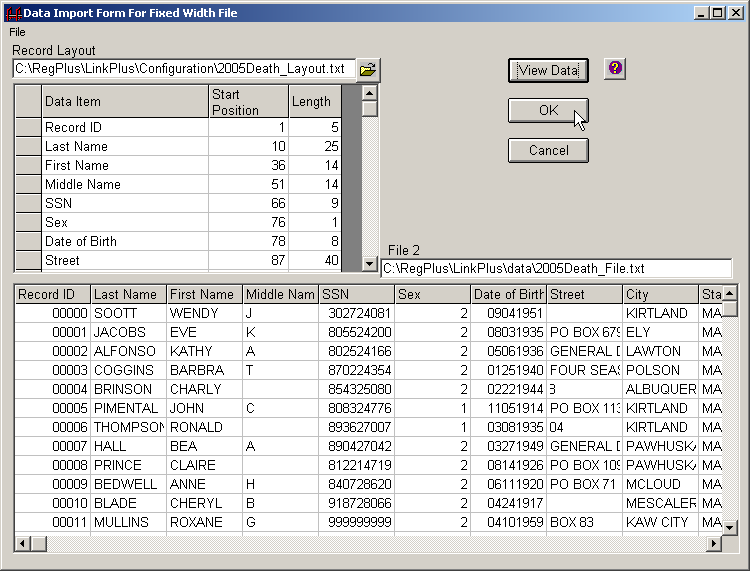 Data Import Form For Fixed Width File
File
Record Layout
C:\RegPlus\LinkPlus\Configuration\2005Death_Layout.txt
View Data
?
OK
Cancel
Data Item Start Position Length
Record ID 1 5
Last Name 10 25
First Name 36 14
Middle Name 51 14
SSN 66 9
Sex 76 1
Date of Birth 78 8
Street 87 40
File 2
C:\RegPlus\LinkPlus\data\2005Death_File.txt
Record ID Last Name First Name Middle Nam SSN Sex Date of Birth Street City Sta
00000 SOOTT WENDY J 302724081 2 09041951 KIRTLAND MA
00001 JACOBS EVE K 805524200 2 08031935 PO BOX 679 ELY MA
00002 ALFONSO KATHY A 802524166 2 05061936 GENERAL D LAWTON MA
00003 COGGINS BARBRA T 870224354 2 01251940 FOUR SEAS POLSON MA
00004 BRINSON CHARLY 854325080 2 02221944 3 ALBUQUER MA
00005 PIMENTAL JOHN C 808324776 1 11051914 PO BOX 113 KIRTLAND MA
00006 THOMPSON RONALD 893627007 1 03081935 04 KIRTLAND MA
00007 HALL BEA A 890427042 2 03271949 GENERAL D PAWHUSKA MA
00008 PRINCE CLAIRE 812214719 2 08141926 PO BOX 109 PAWHUSKA MA
00009 BEDWELL ANNE H 840728620 2 06111920 PO BOX 71 MCLOUD MA
00010 BLADE CHERYL B 918728066 2 04241917 MESCALER MA
00011 MULLINS ROXANE G 999999999 2 04101959 BOX 83 KAW CITY MA